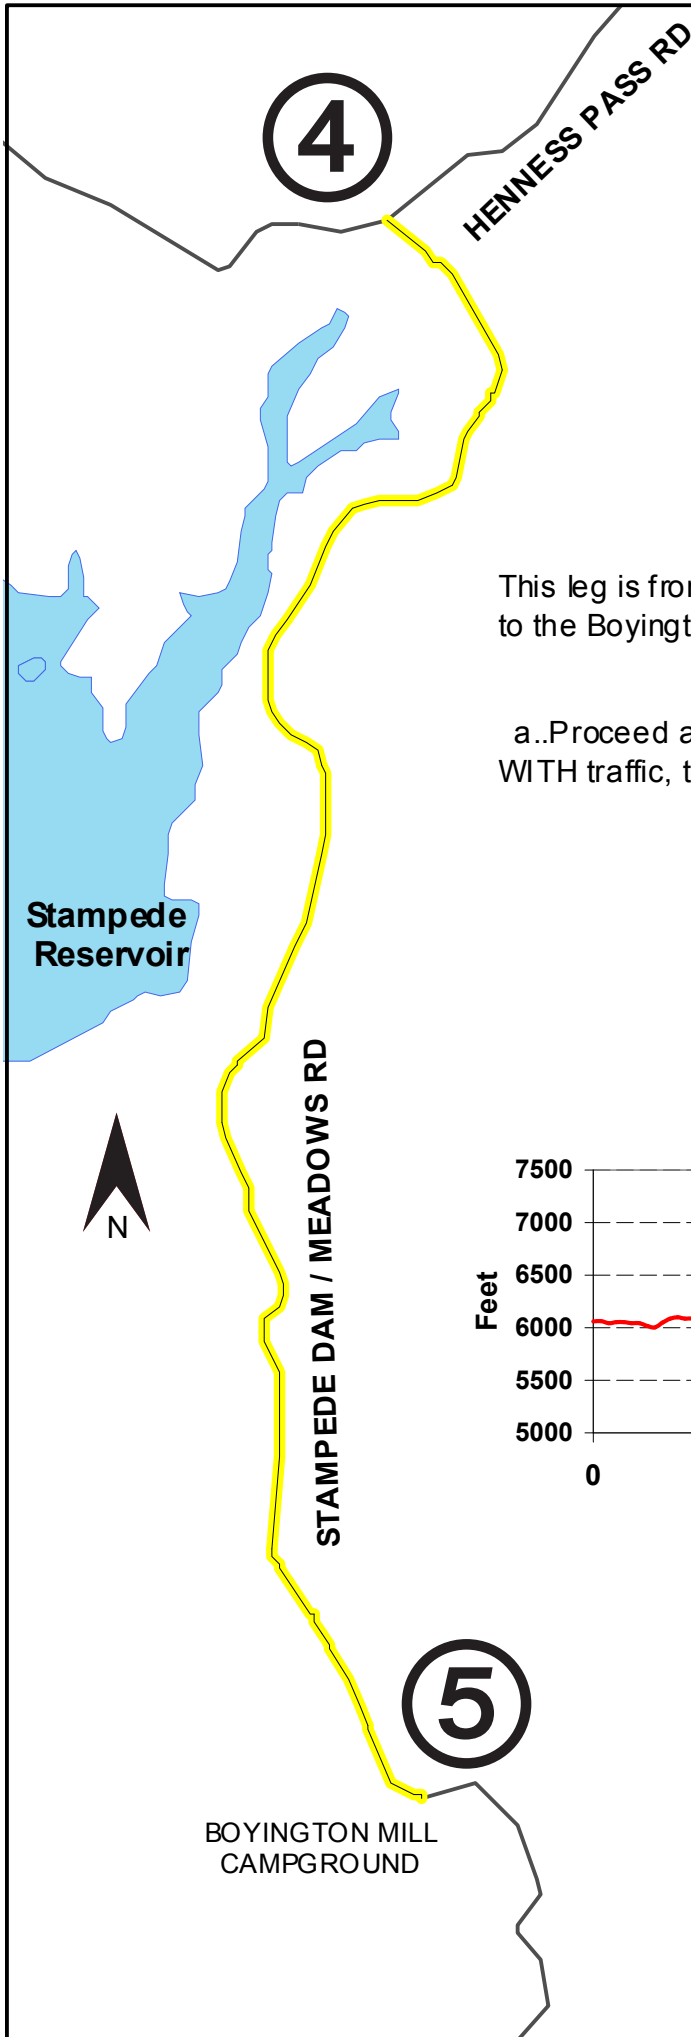 4
HENNESS PASS RD
This leg is from
to the Boyingt
a..Proceed a
WITH traffic, t
Stampede
Reservoir
STAMPEDE DAM / MEADOWS RD
N
Feet
7500
7000
6500
6000
5500
5000
0
5
BOYINGTON MILL
CAMPGROUND